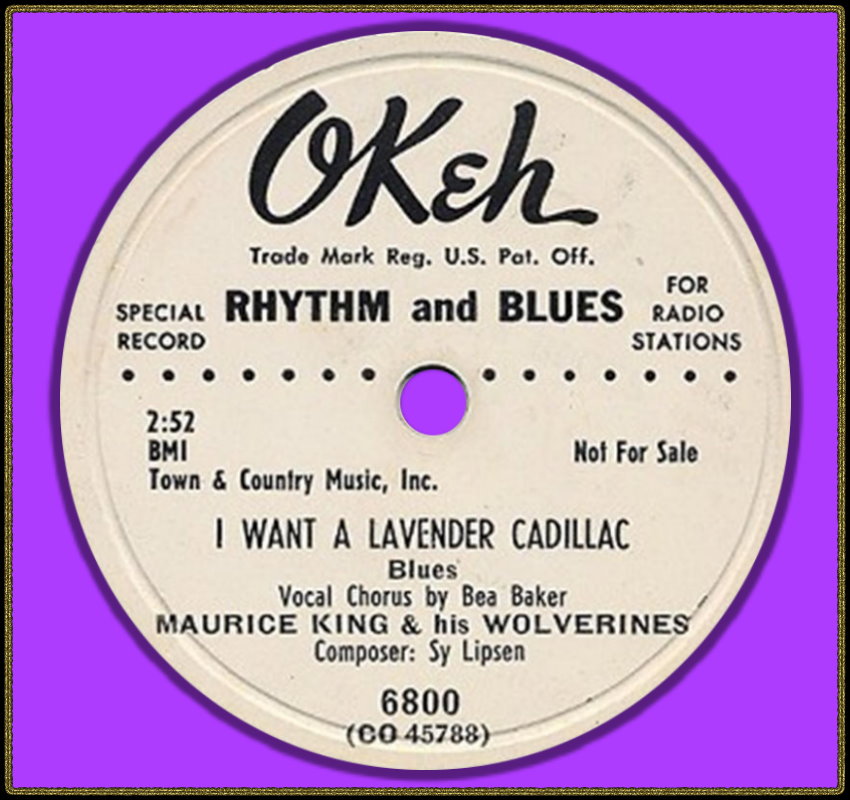 OKeh
Trade Mark Reg. U.S. Pat. Off.
SPECIAL RECORD
RHYTHM and BLUES
FOR RADIO STATIONS
2:52
BMI
Town & Country Music, Inc.
Not For Sale
I WANT A LAVENDER CADILLAC
Blues
Vocal Chorus by Bea Baker
MAURICE KING & his WOLVERINES
Composer: Sy Lipsen
6800
(CO 45788)